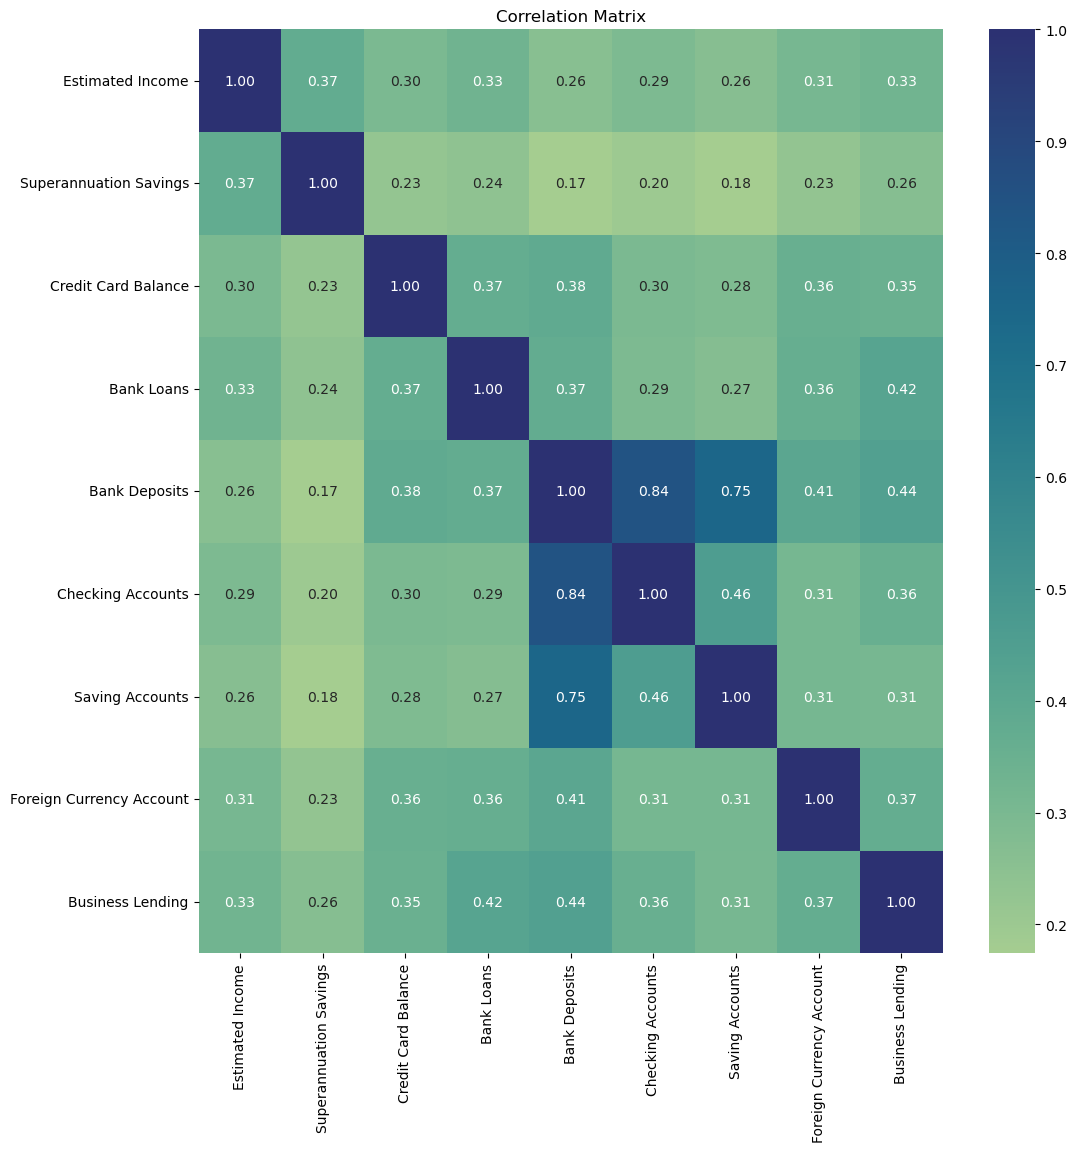 Correlation Matrix
Estimated Income 1.00 0.37 0.30 0.33 0.26 0.29 0.26 0.31 0.33
Superannuation Savings 0.37 1.00 0.23 0.24 0.17 0.20 0.18 0.23 0.26
Credit Card Balance 0.30 0.23 1.00 0.37 0.38 0.30 0.28 0.36 0.35
Bank Loans 0.33 0.24 0.37 1.00 0.37 0.29 0.27 0.36 0.42
Bank Deposits 0.26 0.17 0.38 0.37 1.00 0.84 0.75 0.41 0.44
Checking Accounts 0.29 0.20 0.30 0.29 0.84 1.00 0.46 0.31 0.36
Saving Accounts 0.26 0.18 0.28 0.27 0.75 0.46 1.00 0.31 0.31
Foreign Currency Account 0.31 0.23 0.36 0.36 0.41 0.31 0.31 1.00 0.37
Business Lending 0.33 0.26 0.35 0.42 0.44 0.36 0.31 0.37 1.00
Estimated Income
Superannuation Savings
Credit Card Balance
Bank Loans
Bank Deposits
Checking Accounts
Saving Accounts
Foreign Currency Account
Business Lending
1.0
0.9
0.8
0.7
0.6
0.5
0.4
0.3
0.2